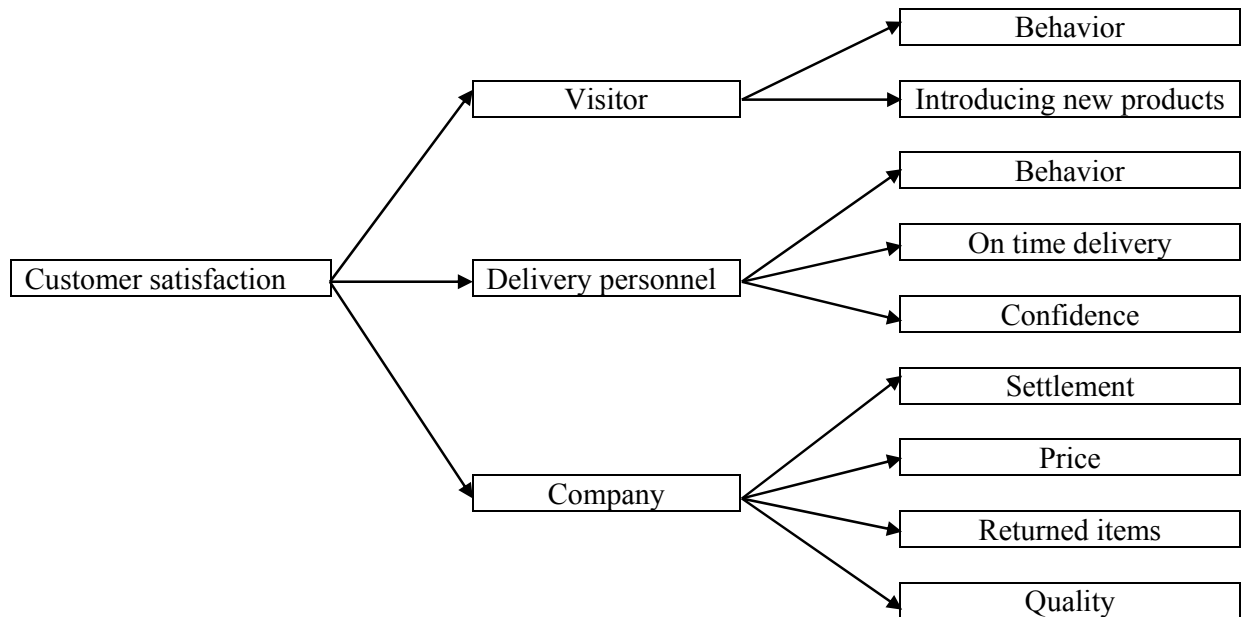 Behavior
Visitor
Introducing new products
Behavior
On time delivery
Customer satisfaction
Delivery personnel
Confidence
Settlement
Price
Company
Returned items
Quality